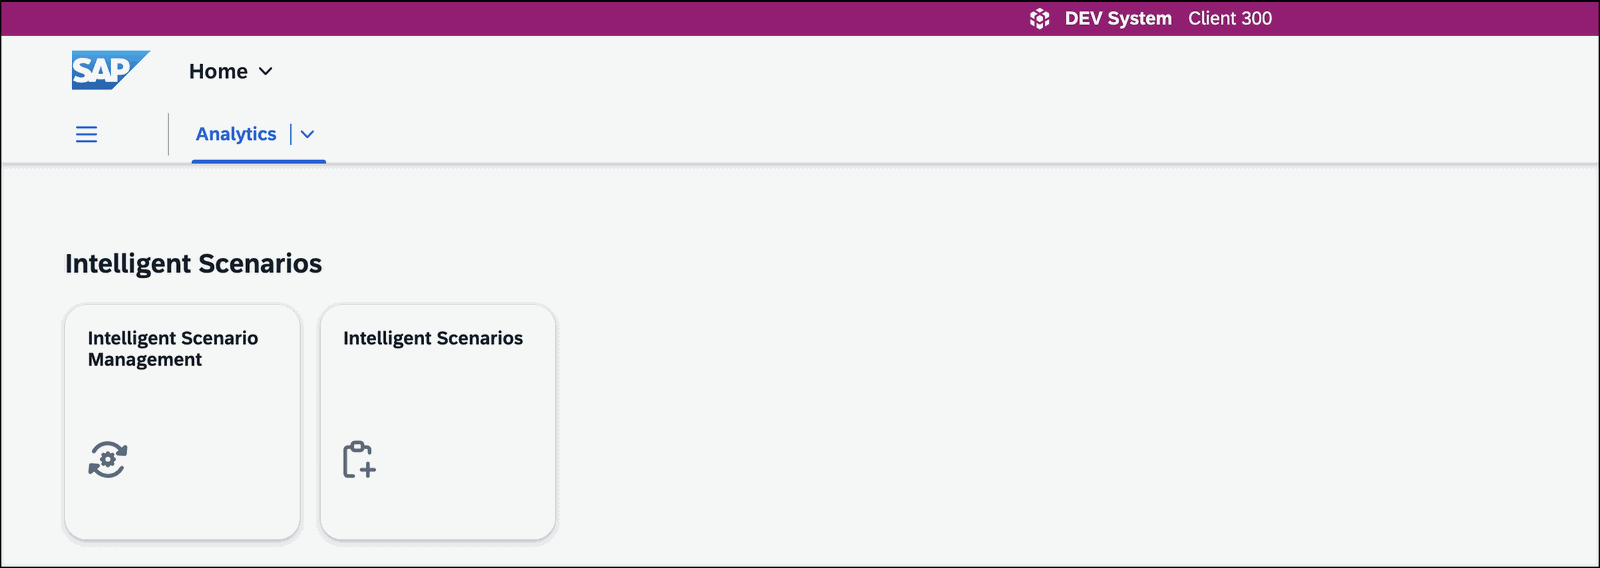 DEV System Client 300
SAP Home
Analytics
Intelligent Scenarios
Intelligent Scenario
Management
Intelligent Scenarios